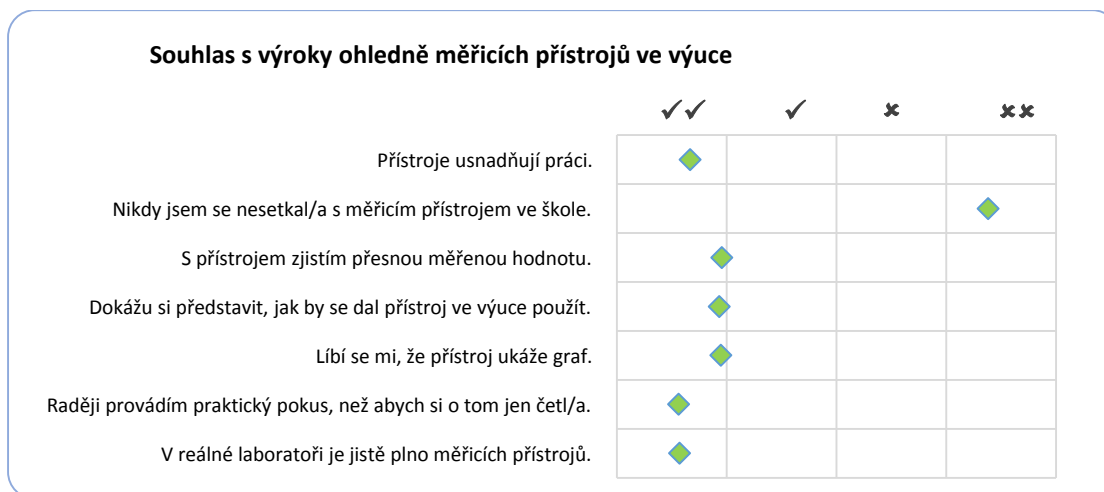 Souhlas s výroky ohledně měřicích přístrojů ve výuce
✓✓ ✓ ✘ ✘✘
Přístroje usnadňují práci.
Nikdy jsem se nesetkal/a s měřicím přístrojem ve škole.
S přístrojem zjistím přesnou měřenou hodnotu.
Dokážu si představit, jak by se dal přístroj ve výuce použít.
Líbí se mi, že přístroj ukáže graf.
Raději provádím praktický pokus, než abych si o tom jen četl/a.
V reálné laboratoři je jistě plno měřicích přístrojů.